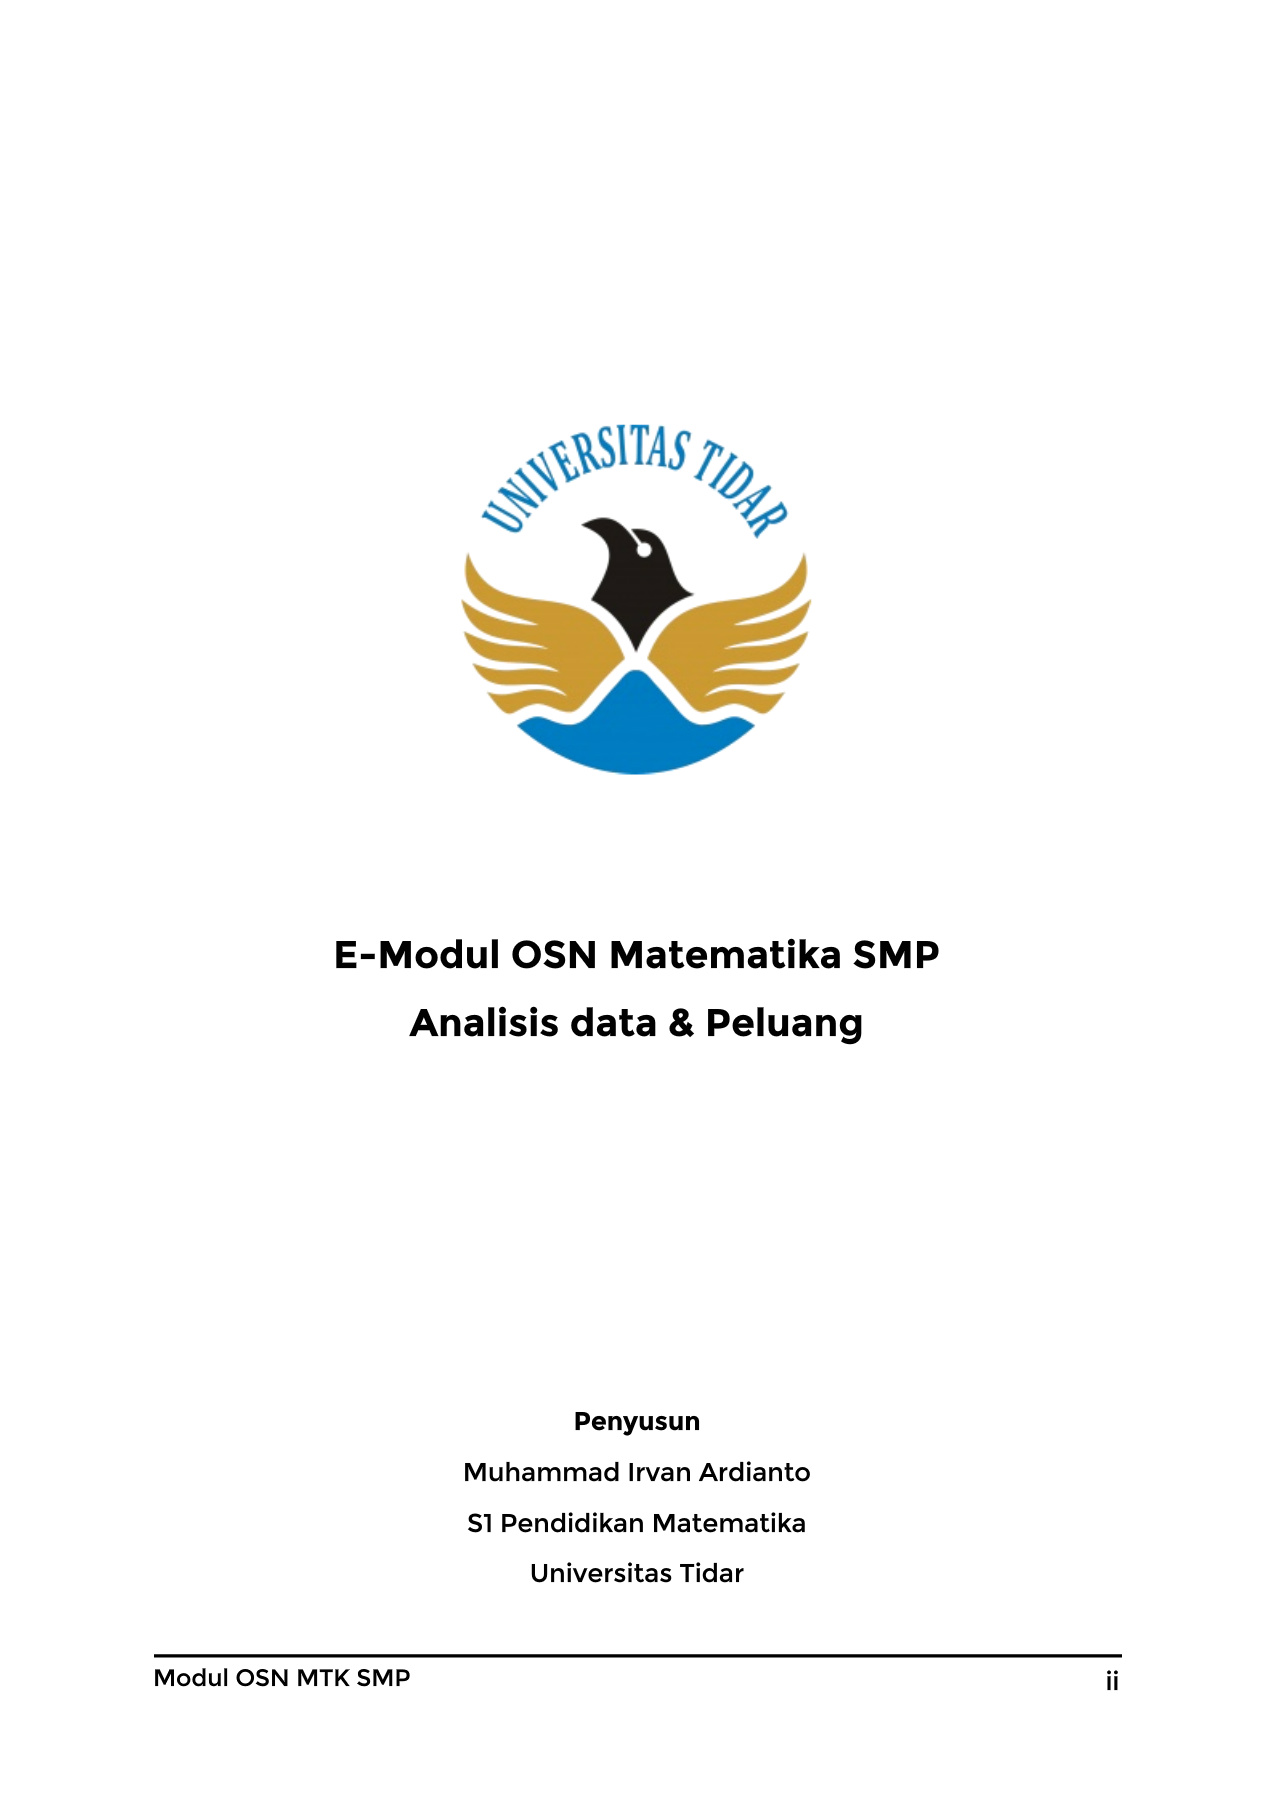 UNIVERSITAS TIDAR
E-Modul OSN Matematika SMP
Analisis data & Peluang
Penyusun
Muhammad Irvan Ardianto
S1 Pendidikan Matematika
Universitas Tidar
Modul OSN MTK SMP
ii